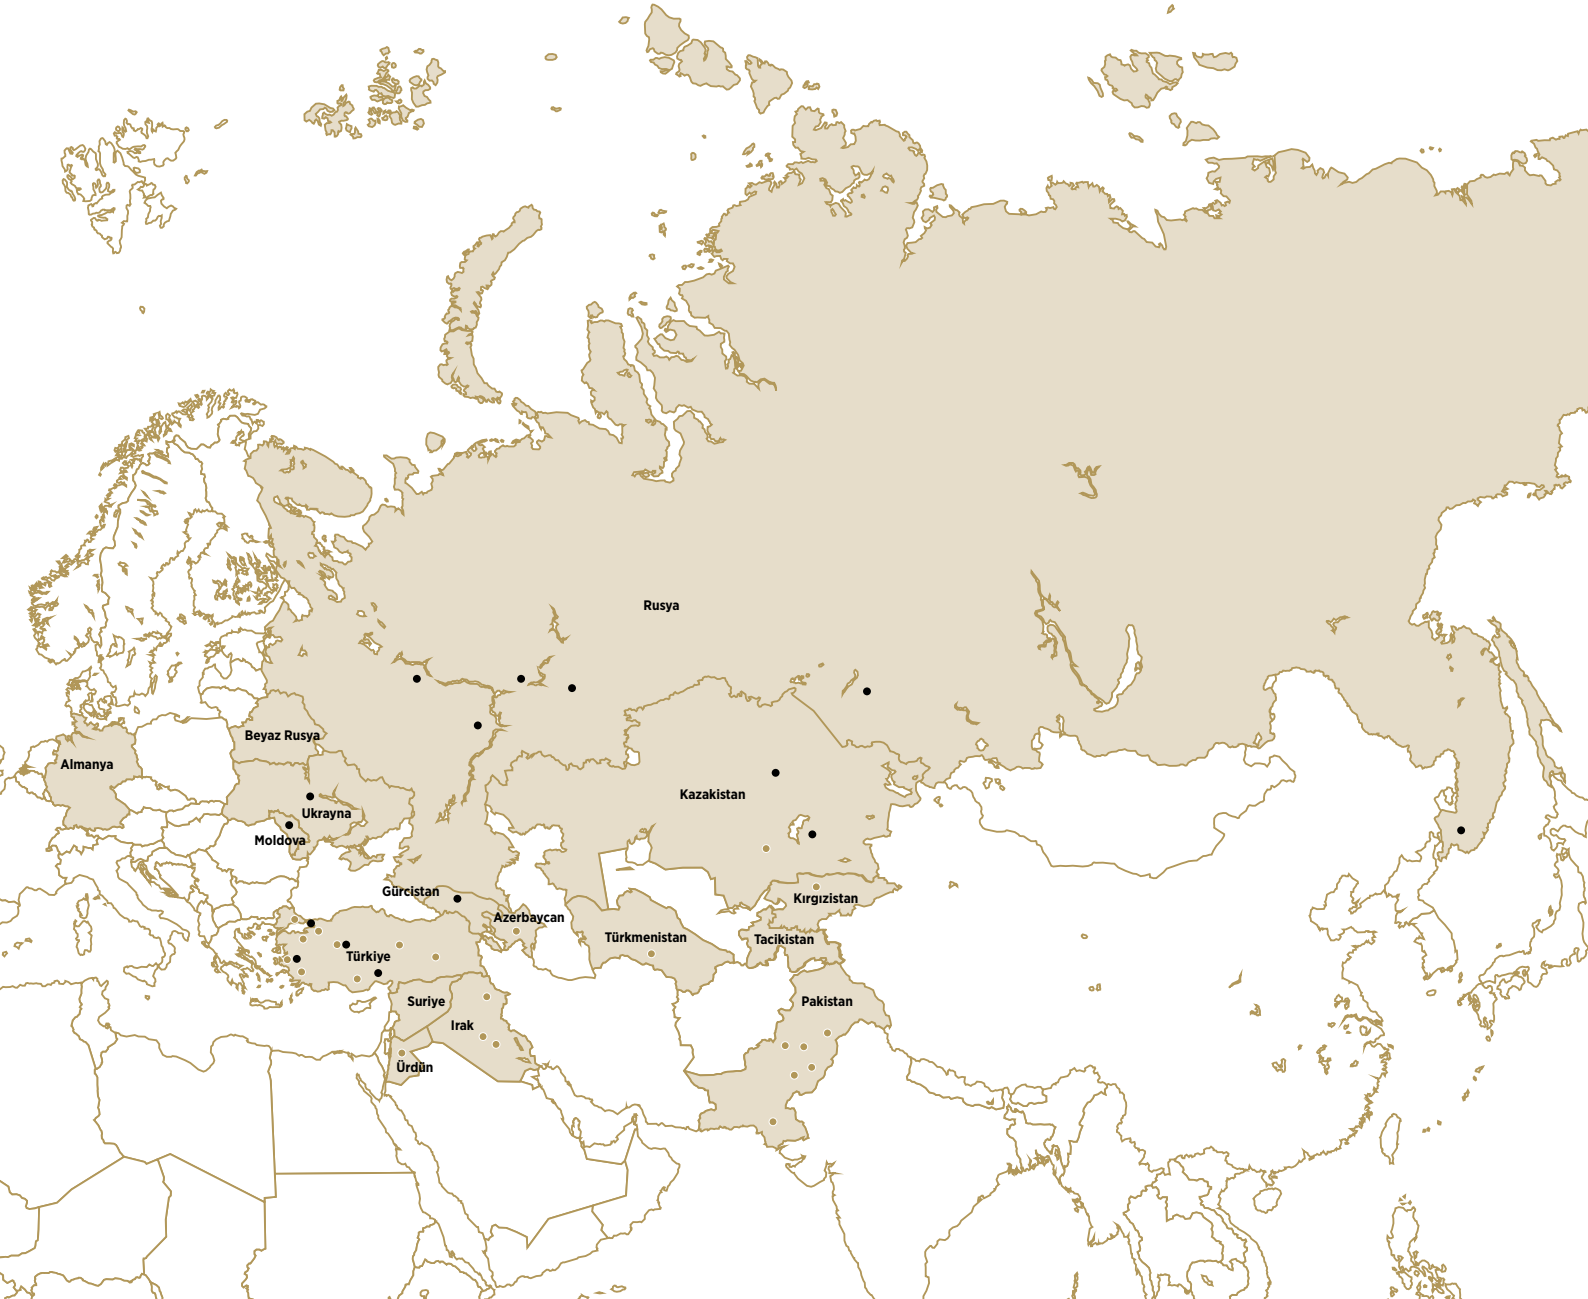 Rusya
Beyaz Rusya
Almanya
Kazakistan
Ukrayna
Moldova
Gürcistan
Kırgızistan
Azerbaycan
Türkmenistan
Tacikistan
Türkiye
Suriye
Pakistan
Irak
Ürdün